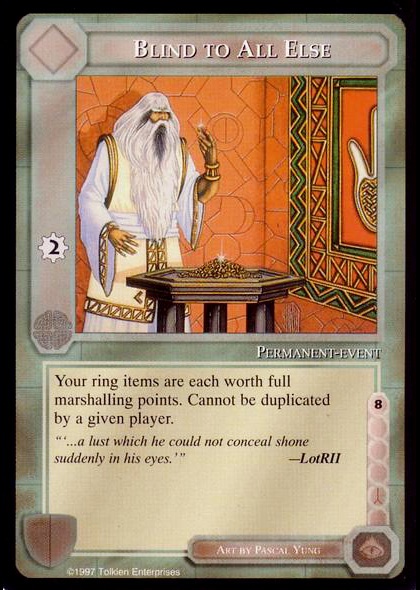 BLIND TO ALL ELSE
2
PERMANENT-EVENT
Your ring items are each worth full
marshalling points. Cannot be duplicated
by a given player.
8
“‘...a lust which he could not conceal shone
suddenly in his eyes.’” —LotRII
ART BY PASCAL YUNG
©1997 Tolkien Enterprises